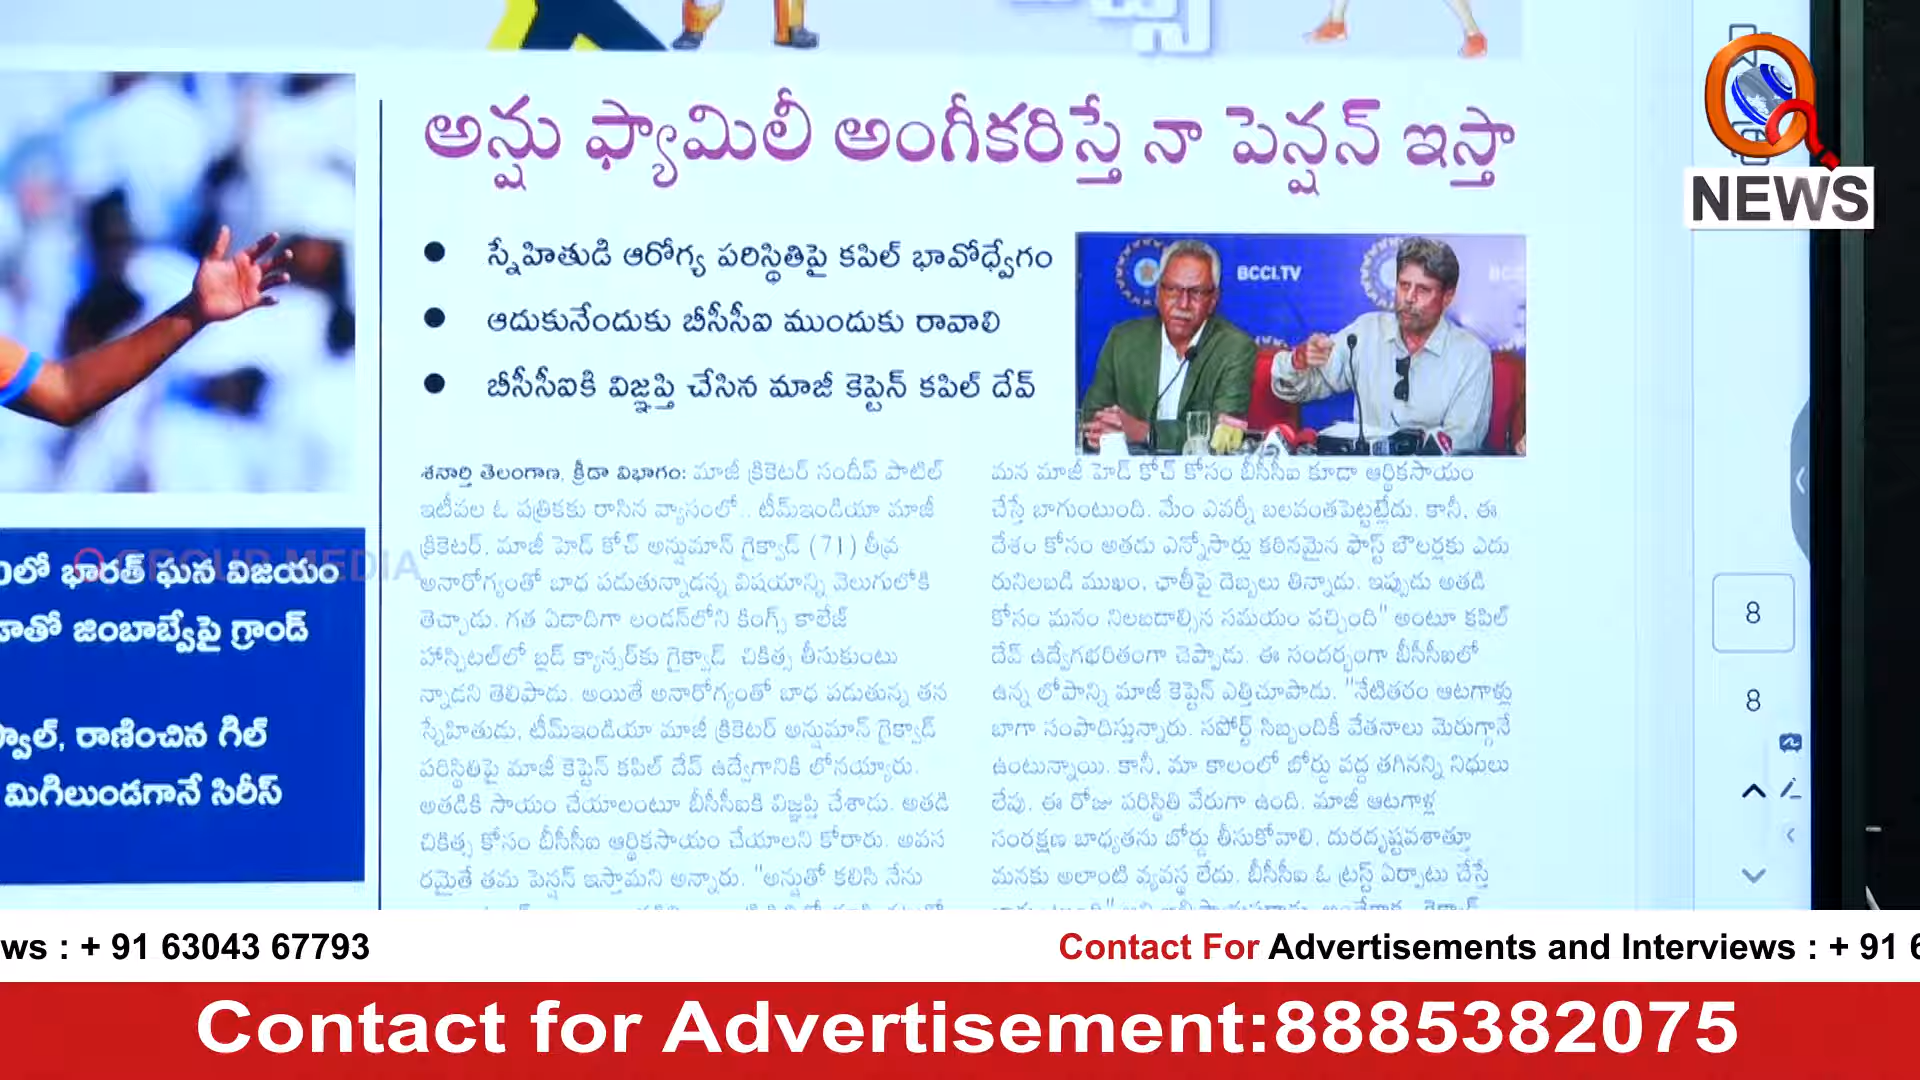 NEWS
అన్షు ఫ్యామిలీ అంగీకరిస్తే నా పెన్షన్ ఇస్తా
● స్నేహితుడి ఆరోగ్య పరిస్థితిపై కపిల్ భావోద్వేగం
● ఆదుకునేందుకు బీసీసీఐ ముందుకు రావాలి
● బీసీసీఐకి విజ్ఞప్తి చేసిన మాజీ కెప్టెన్ కపిల్ దేవ్
BCCI.TV
శనార్తి తెలంగాణ, క్రీడా విభాగం: మాజీ క్రికెటర్ సందీప్ పాటిల్
ఇటీవల ఓ పత్రికకు రాసిన వ్యాసంలో.. టీమ్ఇండియా మాజీ
క్రికెటర్, మాజీ హెడ్ కోచ్ అన్షుమాన్ గైక్వాడ్ (71) తీవ్ర
అనారోగ్యంతో బాధ పడుతున్నాడన్న విషయాన్ని వెలుగులోకి
తెచ్చాడు. గత ఏడాదిగా లండన్‌లోని కింగ్స్ కాలేజ్
హాస్పిటల్‌లో బ్లడ్ క్యాన్సర్‌కు గైక్వాడ్ చికిత్స తీసుకుంటు
న్నాడని తెలిపాడు. అయితే అనారోగ్యంతో బాధ పడుతున్న తన
స్నేహితుడు, టీమ్ఇండియా మాజీ క్రికెటర్ అన్షుమాన్ గైక్వాడ్
పరిస్థితిపై మాజీ కెప్టెన్ కపిల్ దేవ్ ఉద్వేగానికి లోనయ్యారు.
అతడికి సాయం చేయాలంటూ బీసీసీఐకి విజ్ఞప్తి చేశాడు. అతడి
చికిత్స కోసం బీసీసీఐ ఆర్థికసాయం చేయాలని కోరారు. అవస
రమైతే తమ పెన్షన్ ఇస్తామని అన్నారు. "అన్షుతో కలిసి నేను
మన మాజీ హెడ్ కోచ్ కోసం బీసీసీఐ కూడా ఆర్థికసాయం
చేస్తే బాగుంటుంది. మేం ఎవర్నీ బలవంతపెట్టట్లేదు. కానీ, ఈ
దేశం కోసం అతడు ఎన్నోసార్లు కఠినమైన ఫాస్ట్ బౌలర్లకు ఎదు
రునిలబడి ముఖం, ఛాతీపై దెబ్బలు తిన్నాడు. ఇప్పుడు అతడి
కోసం మనం నిలబడాల్సిన సమయం వచ్చింది" అంటూ కపిల్
దేవ్ ఉద్వేగభరితంగా చెప్పాడు. ఈ సందర్భంగా బీసీసీఐలో
ఉన్న లోపాన్ని మాజీ కెప్టెన్ ఎత్తిచూపాడు. "నేటితరం ఆటగాళ్లు
బాగా సంపాదిస్తున్నారు. సపోర్ట్ సిబ్బందికీ వేతనాలు మెరుగ్గానే
ఉంటున్నాయి. కానీ, మా కాలంలో బోర్డు వద్ద తగినన్ని నిధులు
లేవు. ఈ రోజు పరిస్థితి వేరుగా ఉంది. మాజీ ఆటగాళ్ల
సంరక్షణ బాధ్యతను బోర్డు తీసుకోవాలి. దురదృష్టవశాత్తూ
మనకు అలాంటి వ్యవస్థ లేదు. బీసీసీఐ ఓ ట్రస్ట్ ఏర్పాటు చేస్తే
Q GROUP MEDIA
లో భారత్ ఘన విజయం
తో జింబాబ్వేపై గ్రాండ్
రాణించిన గిల్
మిగిలుండగానే సిరీస్
8
8
ws : + 91 63043 67793
Contact For Advertisements and Interviews : + 91 6
Contact for Advertisement:8885382075